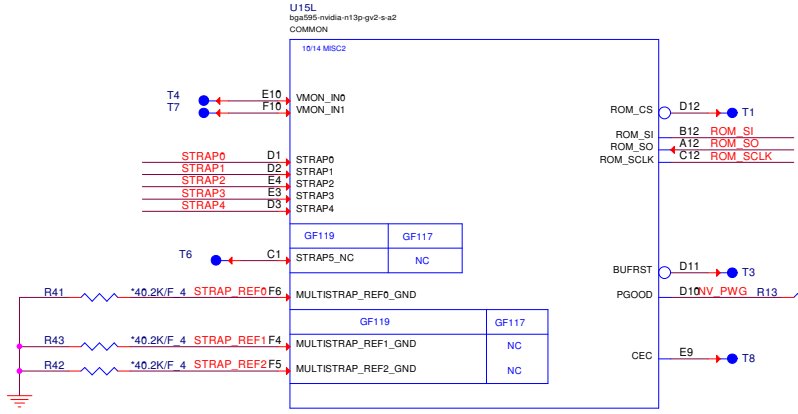 U15L
bga595-nvidia-n13p-gv2-s-a2
COMMON
16/14 MISC2
T4 E10 VMON_IN0
T7 F10 VMON_IN1
ROM_CS D12 T1
ROM_SI B12 ROM_SI
ROM_SO A12 ROM_SO
ROM_SCLK C12 ROM_SCLK
STRAP0 D1 STRAP0
STRAP1 D2 STRAP1
STRAP2 E4 STRAP2
STRAP3 E3 STRAP3
STRAP4 D3 STRAP4
GF119 GF117
T6 C1 STRAP5_NC NC
BUFRST D11 T3
R41 *40.2K/F_4 STRAP_REF0 F6 MULTISTRAP_REF0_GND
PGOOD D10 NV_PWG R13
GF119 GF117
R43 *40.2K/F_4 STRAP_REF1 F4 MULTISTRAP_REF1_GND NC
CEC E9 T8
R42 *40.2K/F_4 STRAP_REF2 F5 MULTISTRAP_REF2_GND NC